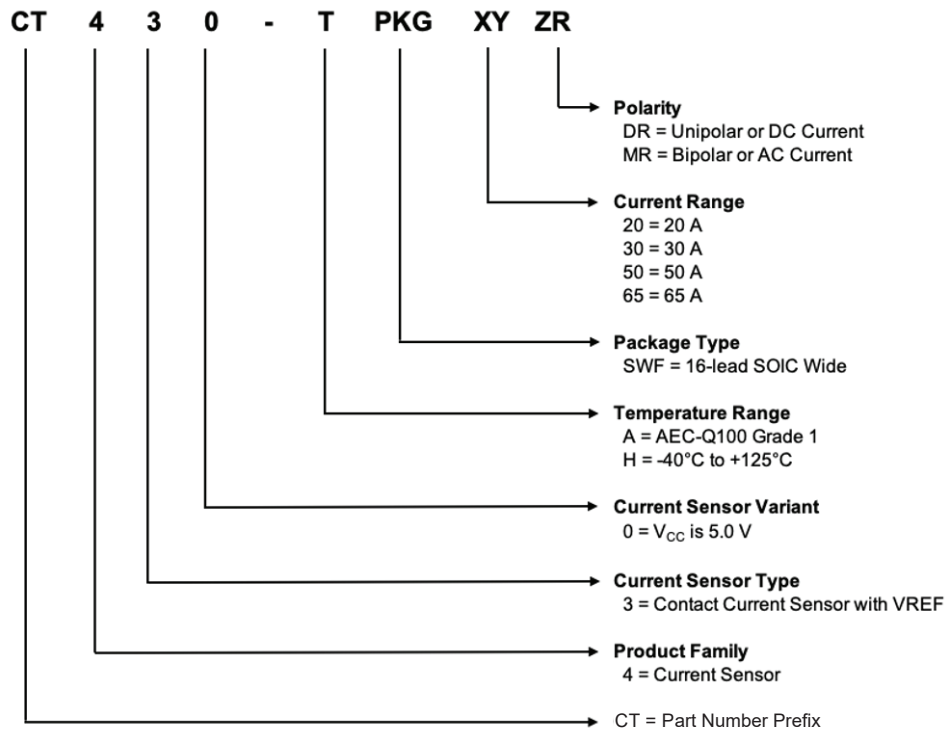 CT 4 3 0 - T PKG XY ZR
Polarity
DR = Unipolar or DC Current
MR = Bipolar or AC Current
Current Range
20 = 20 A
30 = 30 A
50 = 50 A
65 = 65 A
Package Type
SWF = 16-lead SOIC Wide
Temperature Range
A = AEC-Q100 Grade 1
H = -40°C to +125°C
Current Sensor Variant
0 = VCC is 5.0 V
Current Sensor Type
3 = Contact Current Sensor with VREF
Product Family
4 = Current Sensor
CT = Part Number Prefix